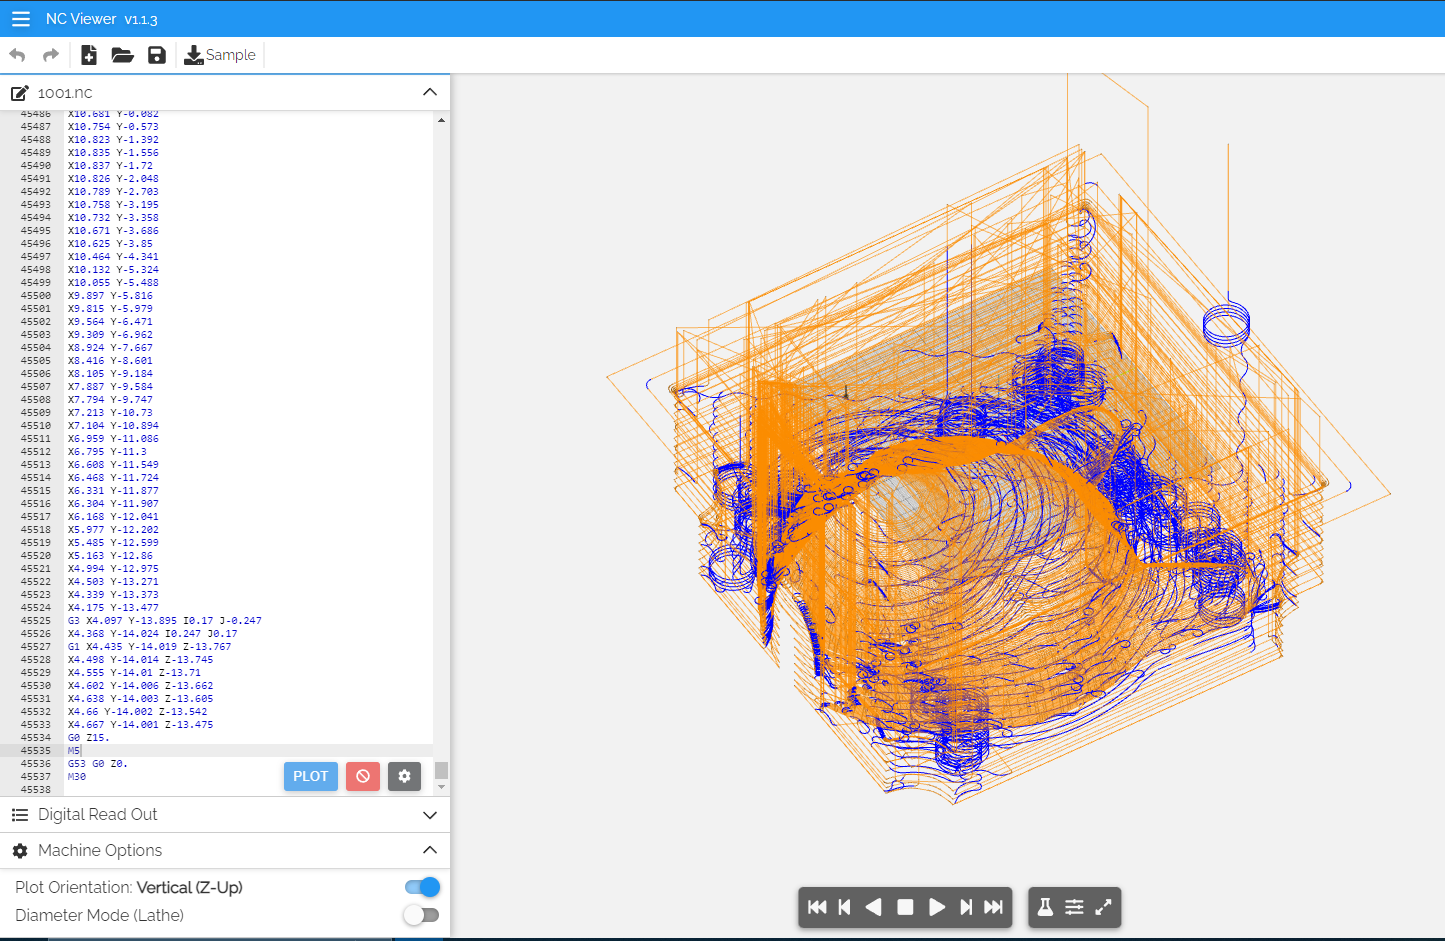 NC Viewer v1.1.3
Sample
1001.nc
45486 X10.681 Y-0.082
45487 X10.754 Y-0.573
45488 X10.823 Y-1.392
45489 X10.835 Y-1.556
45490 X10.837 Y-1.72
45491 X10.826 Y-2.048
45492 X10.789 Y-2.703
45493 X10.758 Y-3.195
45494 X10.732 Y-3.358
45495 X10.671 Y-3.686
45496 X10.625 Y-3.85
45497 X10.464 Y-4.341
45498 X10.132 Y-5.324
45499 X10.055 Y-5.488
45500 X9.897 Y-5.816
45501 X9.815 Y-5.979
45502 X9.564 Y-6.471
45503 X9.309 Y-6.962
45504 X8.924 Y-7.667
45505 X8.416 Y-8.601
45506 X8.105 Y-9.184
45507 X7.887 Y-9.584
45508 X7.794 Y-9.747
45509 X7.213 Y-10.73
45510 X7.104 Y-10.894
45511 X6.959 Y-11.086
45512 X6.795 Y-11.3
45513 X6.608 Y-11.549
45514 X6.468 Y-11.724
45515 X6.331 Y-11.877
45516 X6.304 Y-11.907
45517 X6.168 Y-12.041
45518 X5.977 Y-12.202
45519 X5.485 Y-12.599
45520 X5.163 Y-12.86
45521 X4.994 Y-12.975
45522 X4.503 Y-13.271
45523 X4.339 Y-13.373
45524 X4.175 Y-13.477
45525 G3 X4.097 Y-13.895 I0.17 J-0.247
45526 X4.368 Y-14.024 I0.247 J0.17
45527 G1 X4.435 Y-14.019 Z-13.767
45528 X4.498 Y-14.014 Z-13.745
45529 X4.555 Y-14.01 Z-13.71
45530 X4.602 Y-14.006 Z-13.662
45531 X4.638 Y-14.003 Z-13.605
45532 X4.66 Y-14.002 Z-13.542
45533 X4.667 Y-14.001 Z-13.475
45534 G0 Z15.
45535 M5
45536 G53 G0 Z0.
45537 M30
45538
PLOT
Digital Read Out
Machine Options
Plot Orientation: Vertical (Z-Up)
Diameter Mode (Lathe)